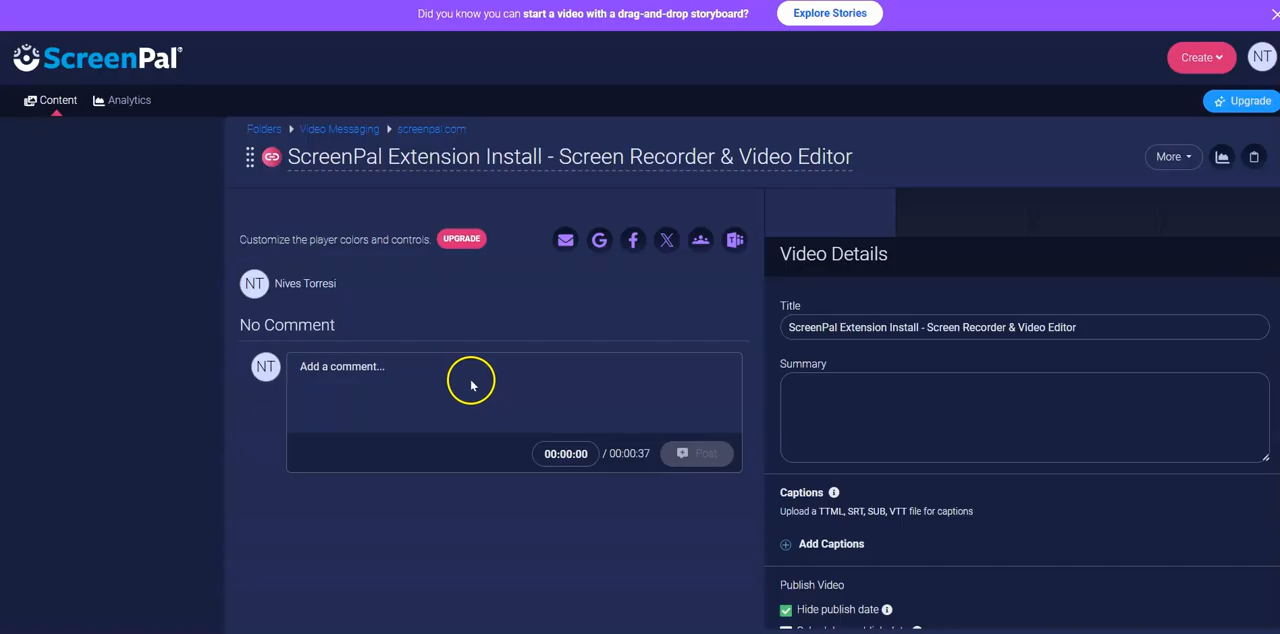 Did you know you can start a video with a drag-and-drop storyboard? Explore Stories
ScreenPal®
Create
NT
Content Analytics
Upgrade
Folders Video Messaging screenpal.com
ScreenPal Extension Install - Screen Recorder & Video Editor
More
Customize the player colors and controls. UPGRADE
Video Details
NT Nives Torresi
Title
ScreenPal Extension Install - Screen Recorder & Video Editor
No Comment
NT Add a comment...
Summary
00:00:00 / 00:00:37 Post
Captions
Upload a TTML, SRT, SUB, VTT file for captions
Add Captions
Publish Video
Hide publish date